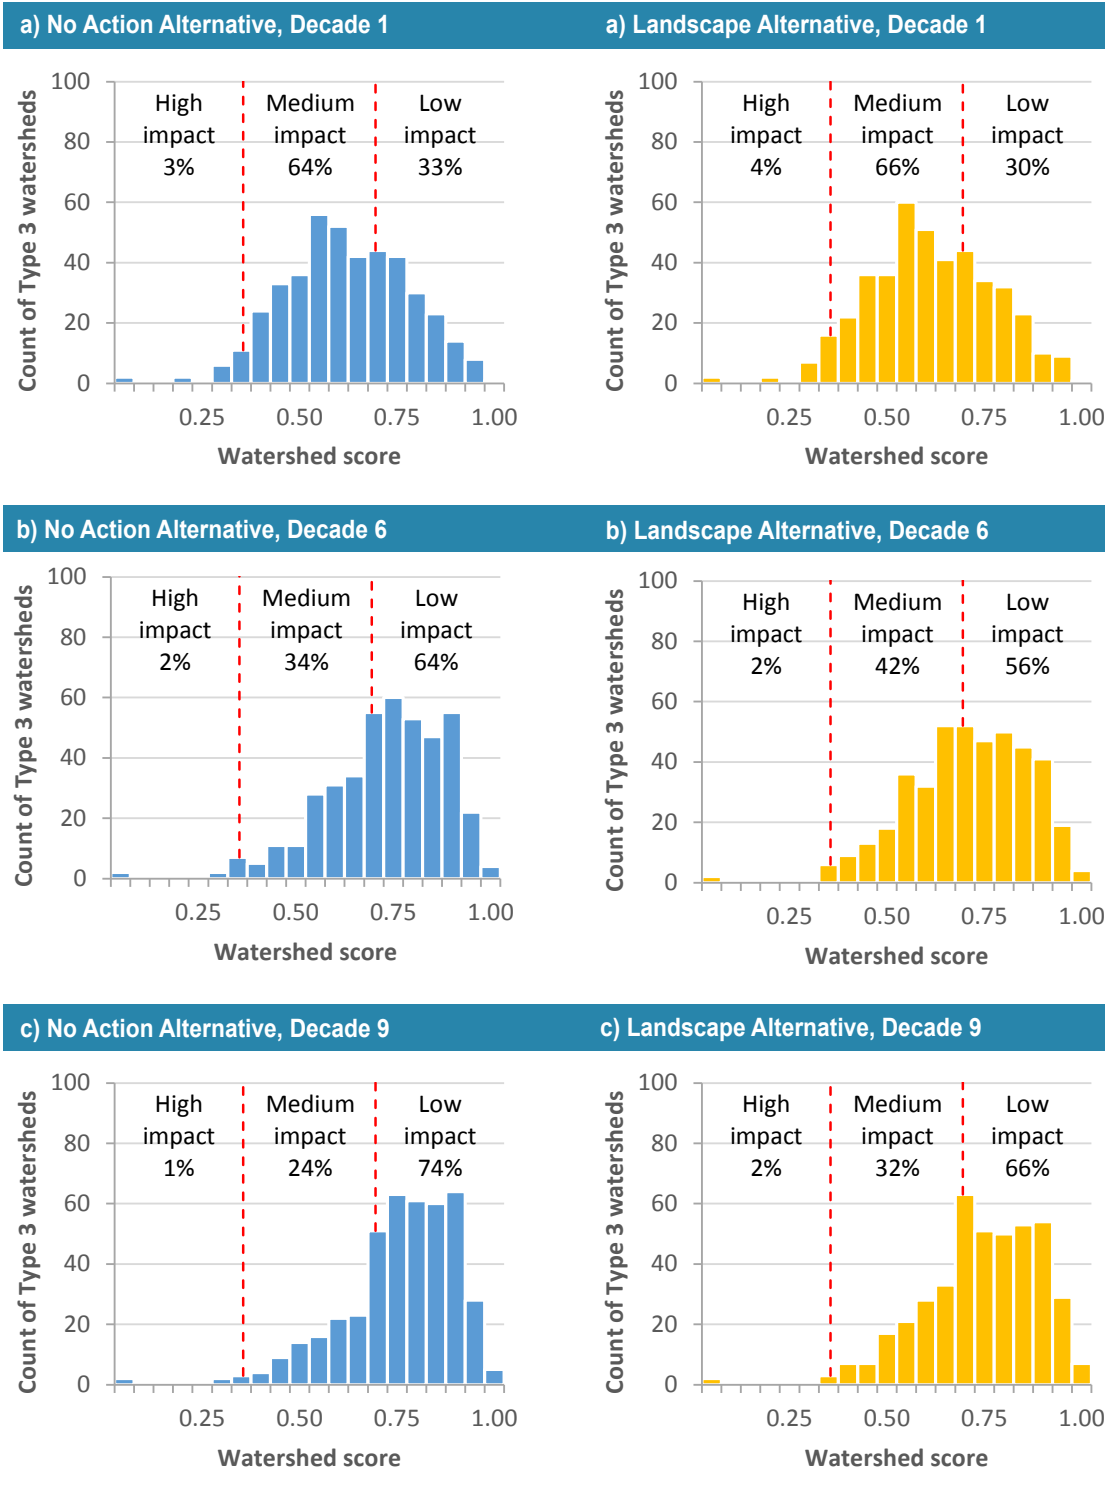 a) No Action Alternative, Decade 1
Count of Type 3 watersheds
100
80
60
40
20
0
High
impact
3%
Medium
impact
64%
Low
impact
33%
0.25 0.50 0.75 1.00
Watershed score
a) Landscape Alternative, Decade 1
Count of Type 3 watersheds
100
80
60
40
20
0
High
impact
4%
Medium
impact
66%
Low
impact
30%
0.25 0.50 0.75 1.00
Watershed score
b) No Action Alternative, Decade 6
Count of Type 3 watersheds
100
80
60
40
20
0
High
impact
2%
Medium
impact
34%
Low
impact
64%
0.25 0.50 0.75 1.00
Watershed score
b) Landscape Alternative, Decade 6
Count of Type 3 watersheds
100
80
60
40
20
0
High
impact
2%
Medium
impact
42%
Low
impact
56%
0.25 0.50 0.75 1.00
Watershed score
c) No Action Alternative, Decade 9
Count of Type 3 watersheds
100
80
60
40
20
0
High
impact
1%
Medium
impact
24%
Low
impact
74%
0.25 0.50 0.75 1.00
Watershed score
c) Landscape Alternative, Decade 9
Count of Type 3 watersheds
100
80
60
40
20
0
High
impact
2%
Medium
impact
32%
Low
impact
66%
0.25 0.50 0.75 1.00
Watershed score